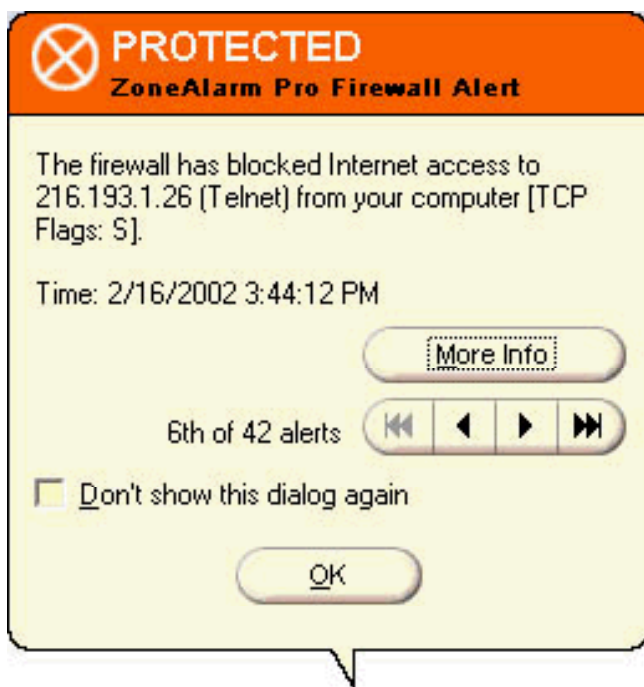 PROTECTED
ZoneAlarm Pro Firewall Alert
The firewall has blocked Internet access to
216.193.1.26 (Telnet) from your computer [TCP
Flags: S].
Time: 2/16/2002 3:44:12 PM
More Info
6th of 42 alerts
Don't show this dialog again
OK